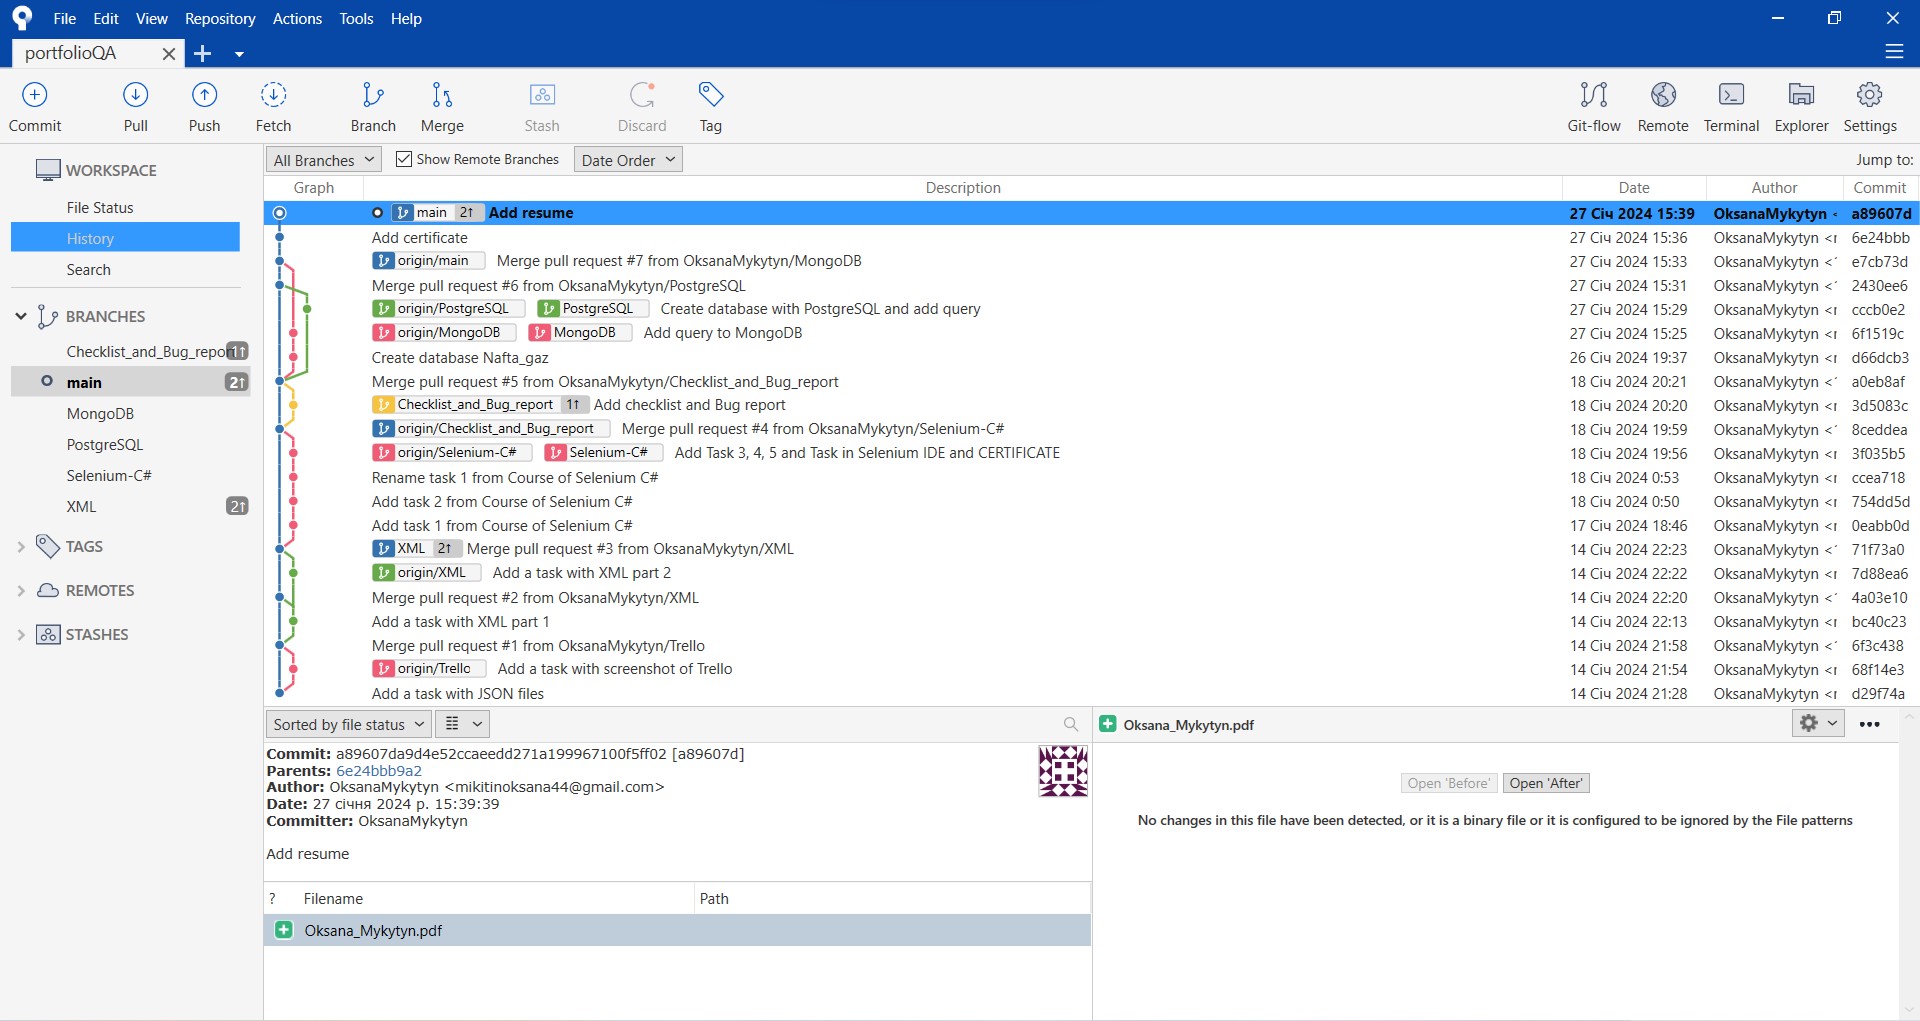 File Edit View Repository Actions Tools Help
portfolioQA
Commit Pull Push Fetch Branch Merge Stash Discard Tag Git-flow Remote Terminal Explorer Settings
WORKSPACE
File Status
History
Search
BRANCHES
Checklist_and_Bug_report 1↑
main 2↑
MongoDB
PostgreSQL
Selenium-C#
XML 2↑
TAGS
REMOTES
STASHES
All Branches Show Remote Branches Date Order Jump to:
Graph Description Date Author Commit
main 2↑ Add resume 27 Січ 2024 15:39 OksanaMykytyn < a89607d
Add certificate 27 Січ 2024 15:36 OksanaMykytyn < 6e24bbb
origin/main Merge pull request #7 from OksanaMykytyn/MongoDB 27 Січ 2024 15:33 OksanaMykytyn < e7cb73d
Merge pull request #6 from OksanaMykytyn/PostgreSQL 27 Січ 2024 15:31 OksanaMykytyn < 2430ee6
origin/PostgreSQL PostgreSQL Create database with PostgreSQL and add query 27 Січ 2024 15:29 OksanaMykytyn < cccb0e2
origin/MongoDB MongoDB Add query to MongoDB 27 Січ 2024 15:25 OksanaMykytyn < 6f1519c
Create database Nafta_gaz 26 Січ 2024 19:37 OksanaMykytyn < d66dcb3
Merge pull request #5 from OksanaMykytyn/Checklist_and_Bug_report 18 Січ 2024 20:21 OksanaMykytyn < a0eb8af
Checklist_and_Bug_report 1↑ Add checklist and Bug report 18 Січ 2024 20:20 OksanaMykytyn < 3d5083c
origin/Checklist_and_Bug_report Merge pull request #4 from OksanaMykytyn/Selenium-C# 18 Січ 2024 19:59 OksanaMykytyn < 8ceddea
origin/Selenium-C# Selenium-C# Add Task 3, 4, 5 and Task in Selenium IDE and CERTIFICATE 18 Січ 2024 19:56 OksanaMykytyn < 3f035b5
Rename task 1 from Course of Selenium C# 18 Січ 2024 0:53 OksanaMykytyn < ccea718
Add task 2 from Course of Selenium C# 18 Січ 2024 0:50 OksanaMykytyn < 754dd5d
Add task 1 from Course of Selenium C# 17 Січ 2024 18:46 OksanaMykytyn < 0eabb0d
XML 2↑ Merge pull request #3 from OksanaMykytyn/XML 14 Січ 2024 22:23 OksanaMykytyn < 71f73a0
origin/XML Add a task with XML part 2 14 Січ 2024 22:22 OksanaMykytyn < 7d88ea6
Merge pull request #2 from OksanaMykytyn/XML 14 Січ 2024 22:20 OksanaMykytyn < 4a03e10
Add a task with XML part 1 14 Січ 2024 22:13 OksanaMykytyn < bc40c23
Merge pull request #1 from OksanaMykytyn/Trello 14 Січ 2024 21:58 OksanaMykytyn < 6f3c438
origin/Trello Add a task with screenshot of Trello 14 Січ 2024 21:54 OksanaMykytyn < 68f14e3
Add a task with JSON files 14 Січ 2024 21:28 OksanaMykytyn < d29f74a
Sorted by file status
Commit: a89607da9d4e52ccaeedd271a199967100f5ff02 [a89607d]
Parents: 6e24bbb9a2
Author: OksanaMykytyn <mikitinoksana44@gmail.com>
Date: 27 січня 2024 р. 15:39:39
Committer: OksanaMykytyn
Add resume
? Filename Path
Oksana_Mykytyn.pdf
Oksana_Mykytyn.pdf
Open 'Before' Open 'After'
No changes in this file have been detected, or it is a binary file or it is configured to be ignored by the File patterns